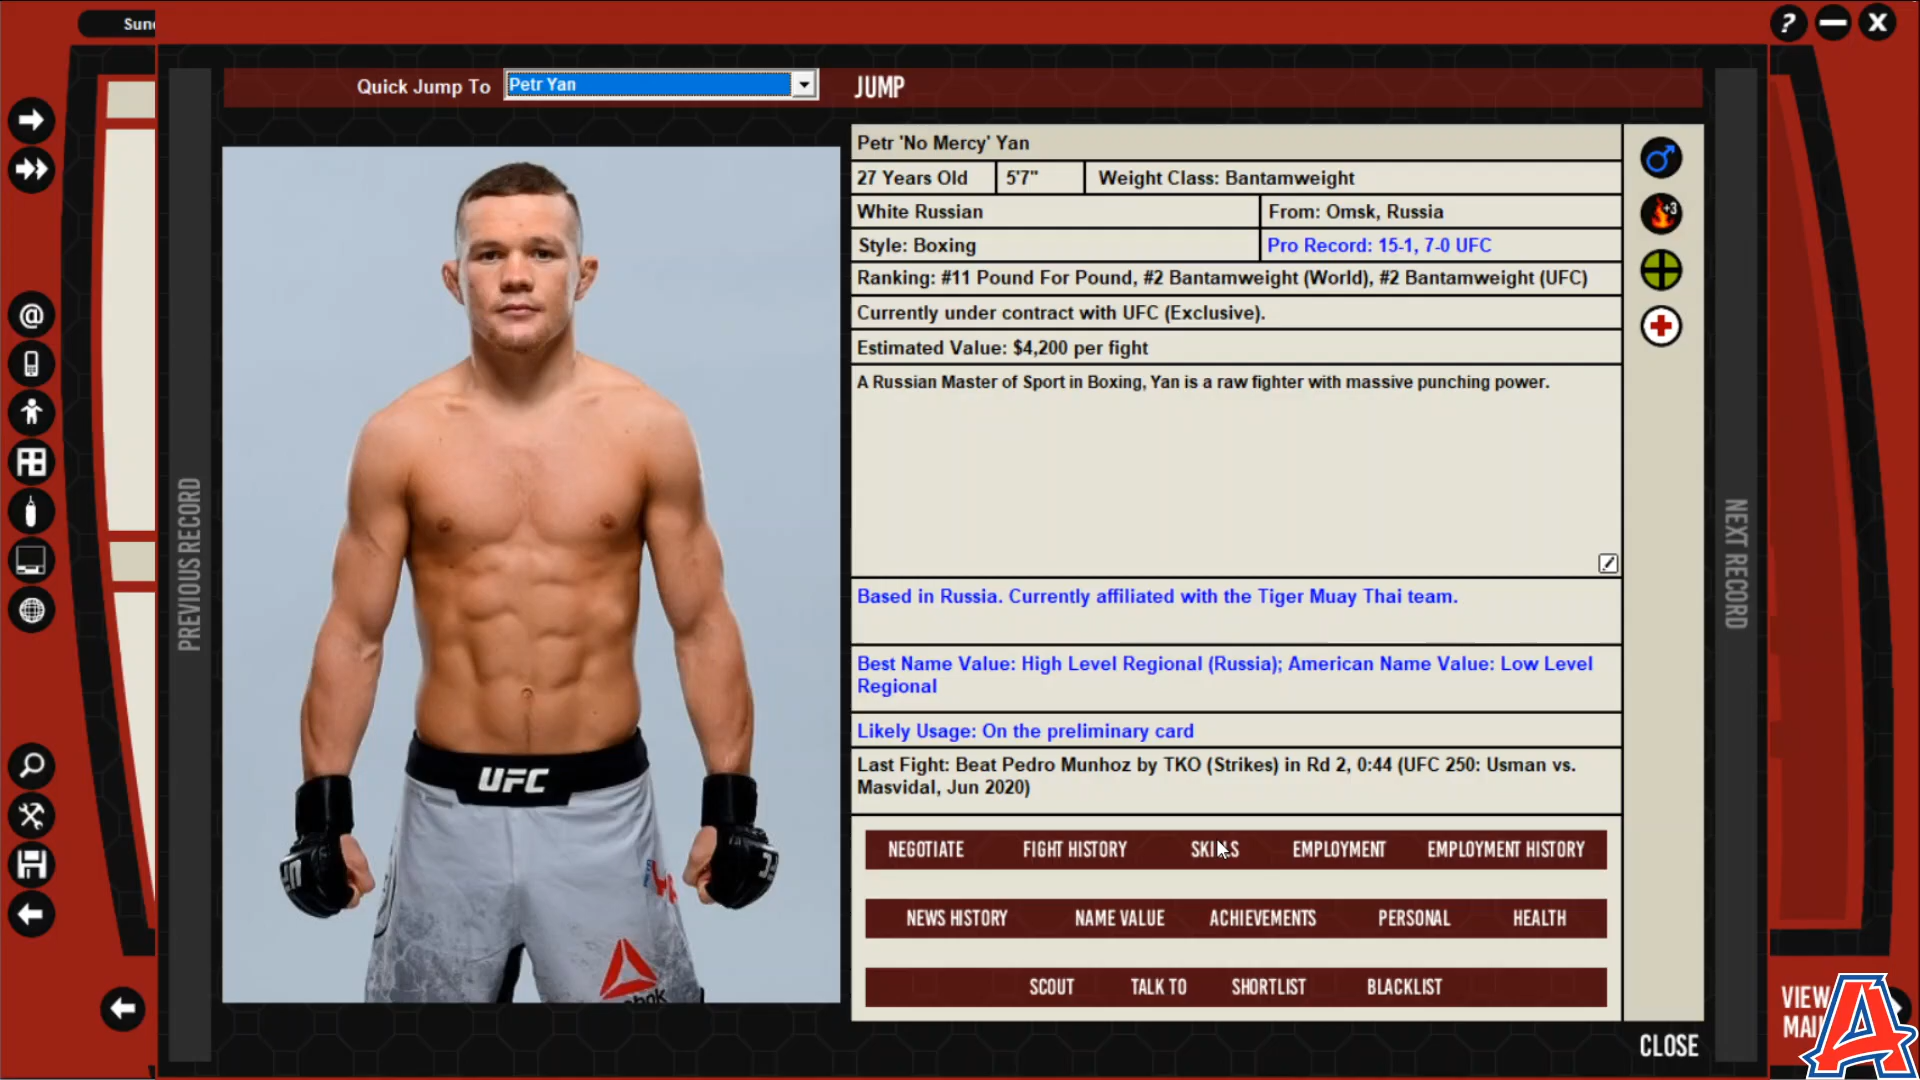 Quick Jump To
Petr Yan
JUMP
Petr 'No Mercy' Yan
27 Years Old
5'7"
Weight Class: Bantamweight
White Russian
From: Omsk, Russia
Style: Boxing
Pro Record: 15-1, 7-0 UFC
Ranking: #11 Pound For Pound, #2 Bantamweight (World), #2 Bantamweight (UFC)
Currently under contract with UFC (Exclusive).
Estimated Value: $4,200 per fight
A Russian Master of Sport in Boxing, Yan is a raw fighter with massive punching power.
Based in Russia. Currently affiliated with the Tiger Muay Thai team.
Best Name Value: High Level Regional (Russia); American Name Value: Low Level
Regional
Likely Usage: On the preliminary card
Last Fight: Beat Pedro Munhoz by TKO (Strikes) in Rd 2, 0:44 (UFC 250: Usman vs.
Masvidal, Jun 2020)
NEGOTIATE
FIGHT HISTORY
SKILLS
EMPLOYMENT
EMPLOYMENT HISTORY
NEWS HISTORY
NAME VALUE
ACHIEVEMENTS
PERSONAL
HEALTH
SCOUT
TALK TO
SHORTLIST
BLACKLIST
CLOSE
PREVIOUS RECORD
NEXT RECORD
UFC
+3
?
X
@
VIEW
A